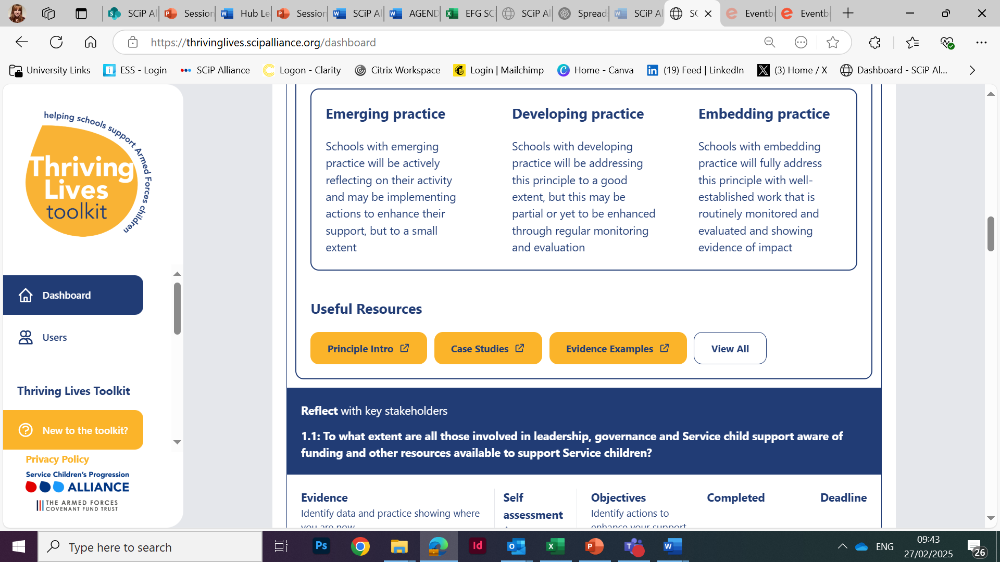 SCiP Al
Session
Hub Le
Session
SCiP Al
AGEND
EFG SC
SCiP Al
Spread
SCiP Al
SC
Eventb
Eventb
https://thrivinglives.scipalliance.org/dashboard
University Links
ESS - Login
SCiP Alliance
Logon - Clarity
Citrix Workspace
Login | Mailchimp
Home - Canva
(19) Feed | LinkedIn
(3) Home / X
Dashboard - SCiP Al...
helping schools support Armed Forces children
Thriving
Lives
toolkit
Dashboard
Users
Thriving Lives Toolkit
New to the toolkit?
Privacy Policy
Service Children's Progression
ALLIANCE
THE ARMED FORCES
COVENANT FUND TRUST
Emerging practice
Schools with emerging
practice will be actively
reflecting on their activity
and may be implementing
actions to enhance their
support, but to a small
extent
Developing practice
Schools with developing
practice will be addressing
this principle to a good
extent, but this may be
partial or yet to be enhanced
through regular monitoring
and evaluation
Embedding practice
Schools with embedding
practice will fully address
this principle with well-
established work that is
routinely monitored and
evaluated and showing
evidence of impact
Useful Resources
Principle Intro
Case Studies
Evidence Examples
View All
Reflect with key stakeholders
1.1: To what extent are all those involved in leadership, governance and Service child support aware of
funding and other resources available to support Service children?
Evidence
Identify data and practice showing where
you are now
Self
assessment
Objectives
Identify actions to
enhance your support
Completed
Deadline
Type here to search
Ps
Id
ENG
09:43
27/02/2025
26